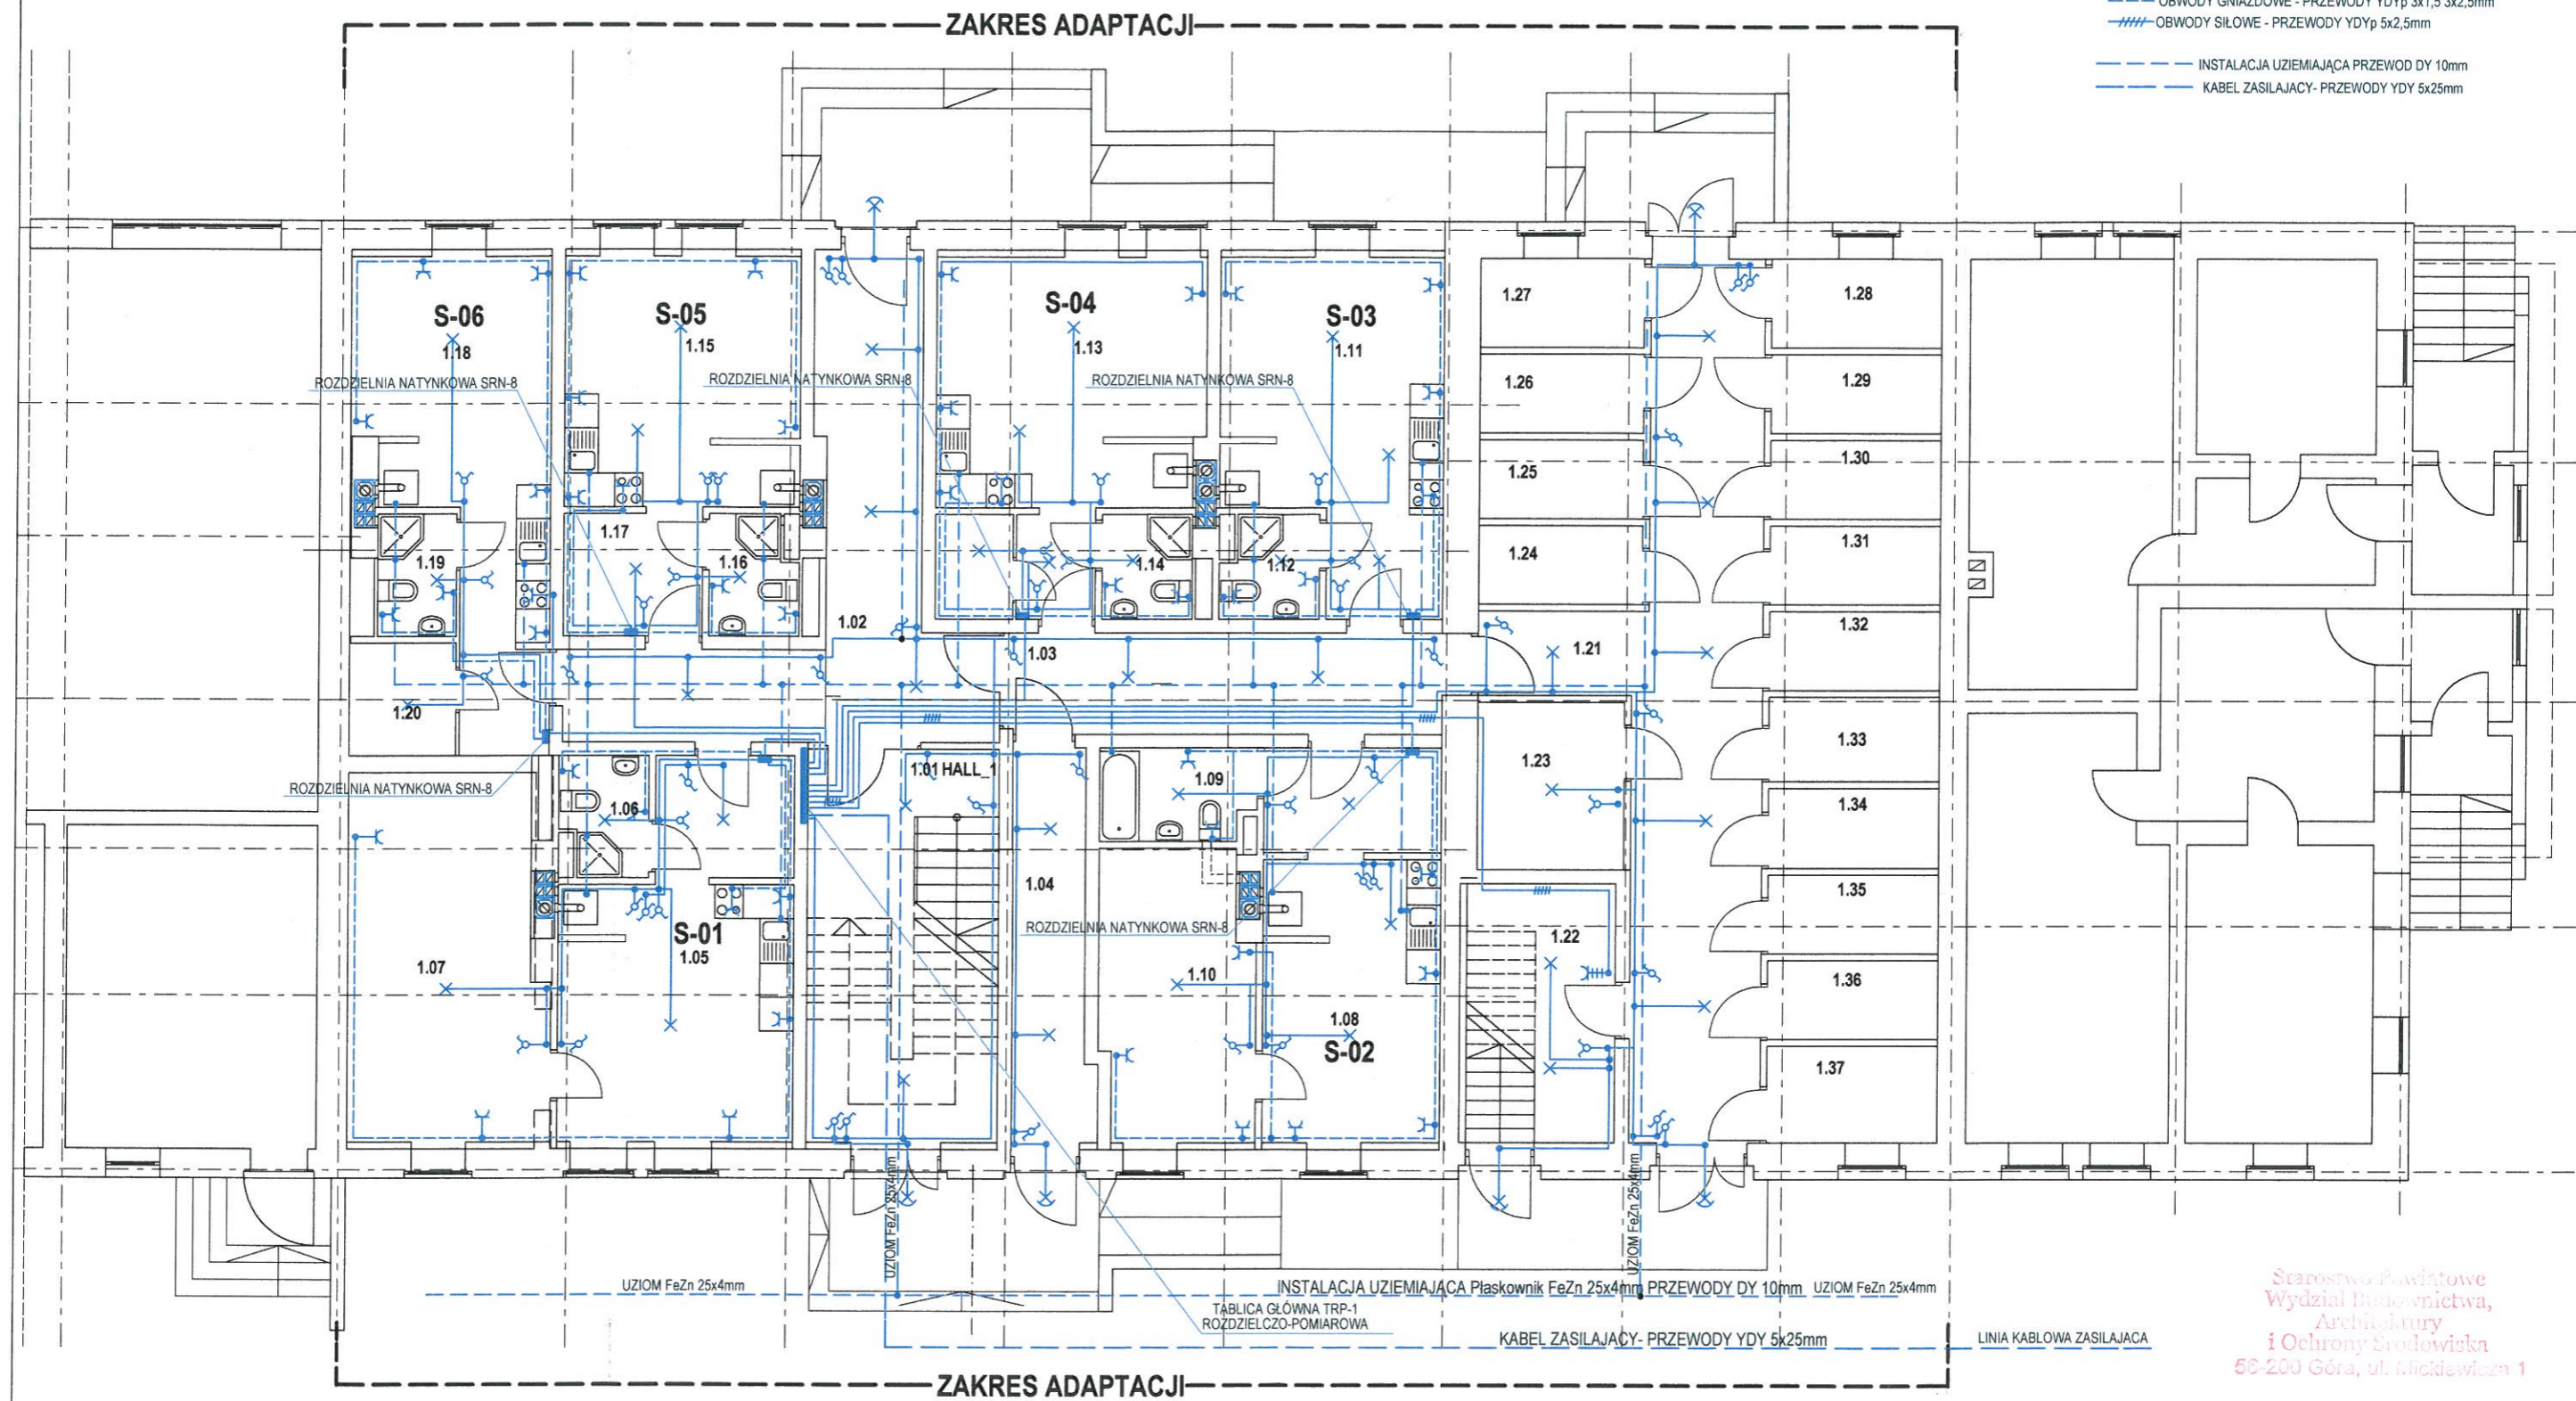 ZAKRES ADAPTACJI
OBWODY GNIAZDOWE - PRZEWODY YDYp 3x1,5 3x2,5mm
OBWODY SIŁOWE - PRZEWODY YDYp 5x2,5mm
INSTALACJA UZIEMIAJĄCA PRZEWOD DY 10mm
KABEL ZASILAJACY- PRZEWODY YDY 5x25mm
S-06
1.18
S-05
1.15
S-04
1.13
S-03
1.11
1.27
1.28
ROZDZIELNIA NATYNKOWA SRN-8
ROZDZIELNIA NATYNKOWA SRN-8
ROZDZIELNIA NATYNKOWA SRN-8
1.26
1.29
1.25
1.30
1.17
1.19
1.16
1.14
1.12
1.24
1.31
1.02
1.03
1.21
1.32
1.20
1.33
1.01 HALL_1
1.09
1.23
ROZDZIELNIA NATYNKOWA SRN-8
1.06
1.34
1.04
1.35
S-01
1.05
ROZDZIELNIA NATYNKOWA SRN-8
1.22
1.07
1.10
1.36
1.08
S-02
1.37
UZIOM FeZn 25x4mm
UZIOM FeZn 25x4mm
UZIOM FeZn 25x4mm
INSTALACJA UZIEMIAJĄCA Płaskownik FeZn 25x4mm PRZEWODY DY 10mm
UZIOM FeZn 25x4mm
TABLICA GŁÓWNA TRP-1
ROZDZIELCZO-POMIAROWA
KABEL ZASILAJACY- PRZEWODY YDY 5x25mm
LINIA KABLOWA ZASILAJACA
Starostwo Powiatowe
Wydział Budownictwa,
Architektury
i Ochrony Środowiska
56-200 Góra, ul. Mickiewicza 1
ZAKRES ADAPTACJI